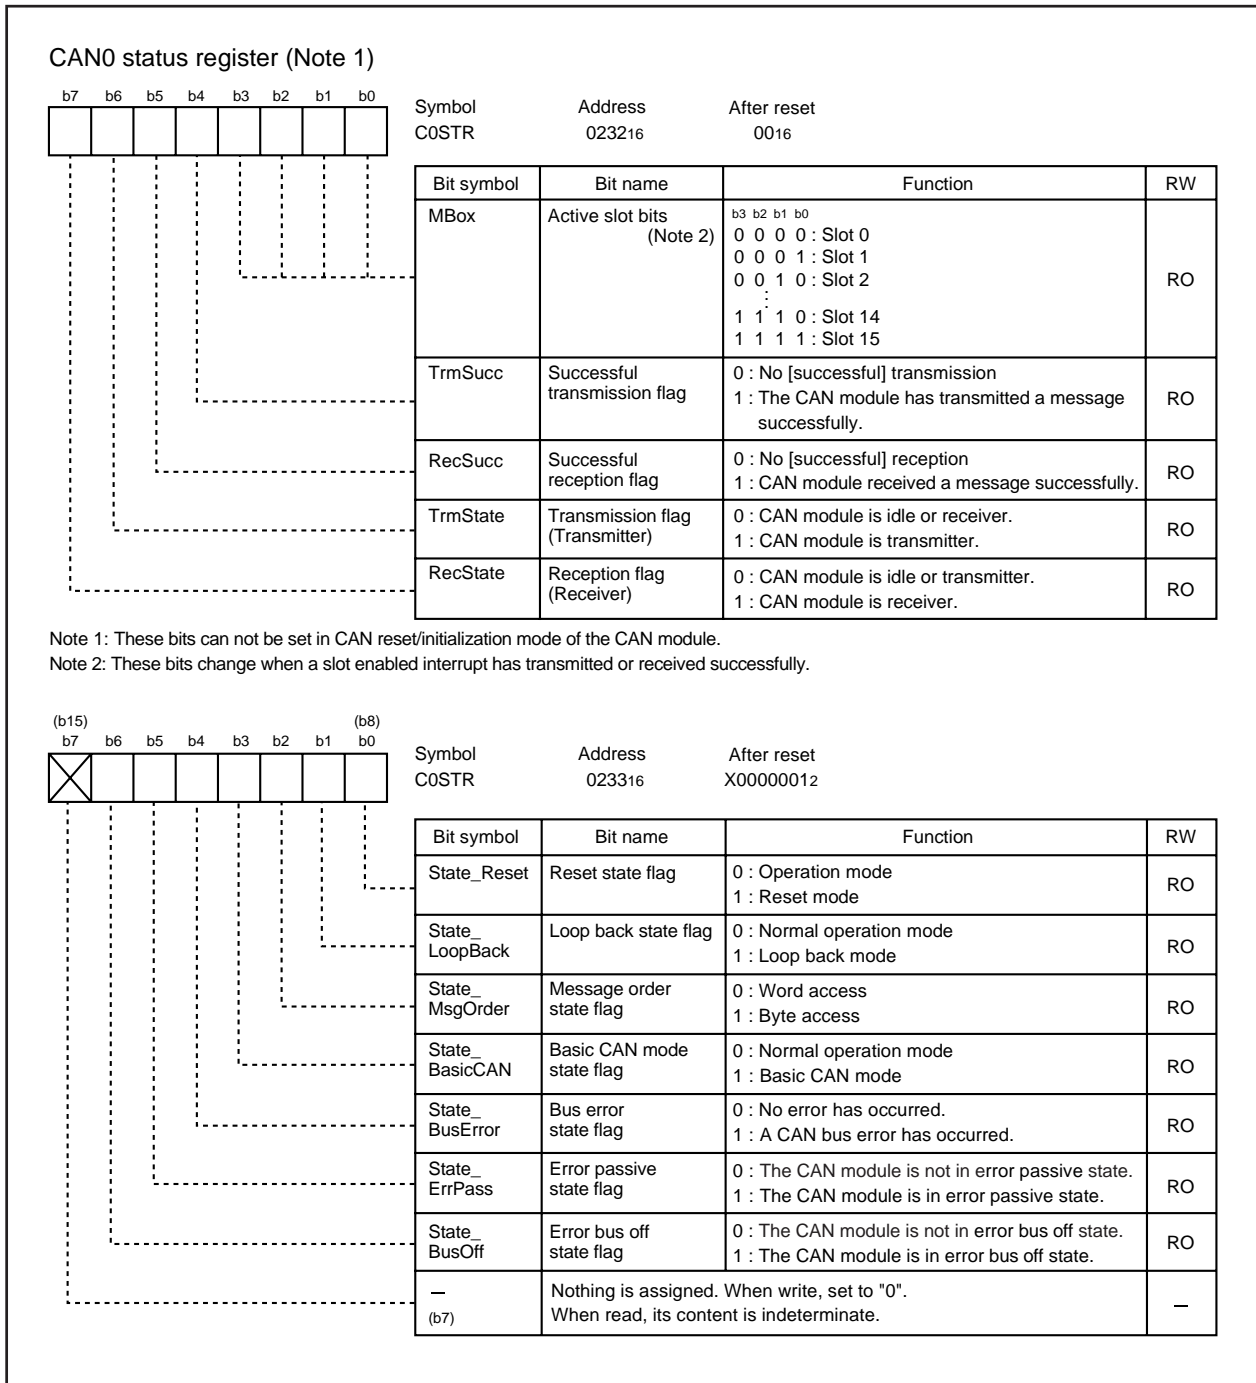 CAN0 status register (Note 1)
b7 b6 b5 b4 b3 b2 b1 b0
Symbol Address After reset
C0STR 023216 0016
Bit symbol Bit name Function RW
MBox Active slot bits (Note 2) b3 b2 b1 b0
0 0 0 0 : Slot 0
0 0 0 1 : Slot 1
0 0 1 0 : Slot 2
:
1 1 1 0 : Slot 14
1 1 1 1 : Slot 15
RO
TrmSucc Successful transmission flag
0 : No [successful] transmission
1 : The CAN module has transmitted a message
successfully.
RO
RecSucc Successful reception flag
0 : No [successful] reception
1 : CAN module received a message successfully.
RO
TrmState Transmission flag (Transmitter)
0 : CAN module is idle or receiver.
1 : CAN module is transmitter.
RO
RecState Reception flag (Receiver)
0 : CAN module is idle or transmitter.
1 : CAN module is receiver.
RO
Note 1: These bits can not be set in CAN reset/initialization mode of the CAN module.
Note 2: These bits change when a slot enabled interrupt has transmitted or received successfully.
(b15) (b8)
b7 b6 b5 b4 b3 b2 b1 b0
Symbol Address After reset
C0STR 023316 X00000012
Bit symbol Bit name Function RW
State_Reset Reset state flag
0 : Operation mode
1 : Reset mode
RO
State_LoopBack Loop back state flag
0 : Normal operation mode
1 : Loop back mode
RO
State_MsgOrder Message order state flag
0 : Word access
1 : Byte access
RO
State_BasicCAN Basic CAN mode state flag
0 : Normal operation mode
1 : Basic CAN mode
RO
State_BusError Bus error state flag
0 : No error has occurred.
1 : A CAN bus error has occurred.
RO
State_ErrPass Error passive state flag
0 : The CAN module is not in error passive state.
1 : The CAN module is in error passive state.
RO
State_BusOff Error bus off state flag
0 : The CAN module is not in error bus off state.
1 : The CAN module is in error bus off state.
RO
—
(b7)
Nothing is assigned. When write, set to "0".
When read, its content is indeterminate.
—